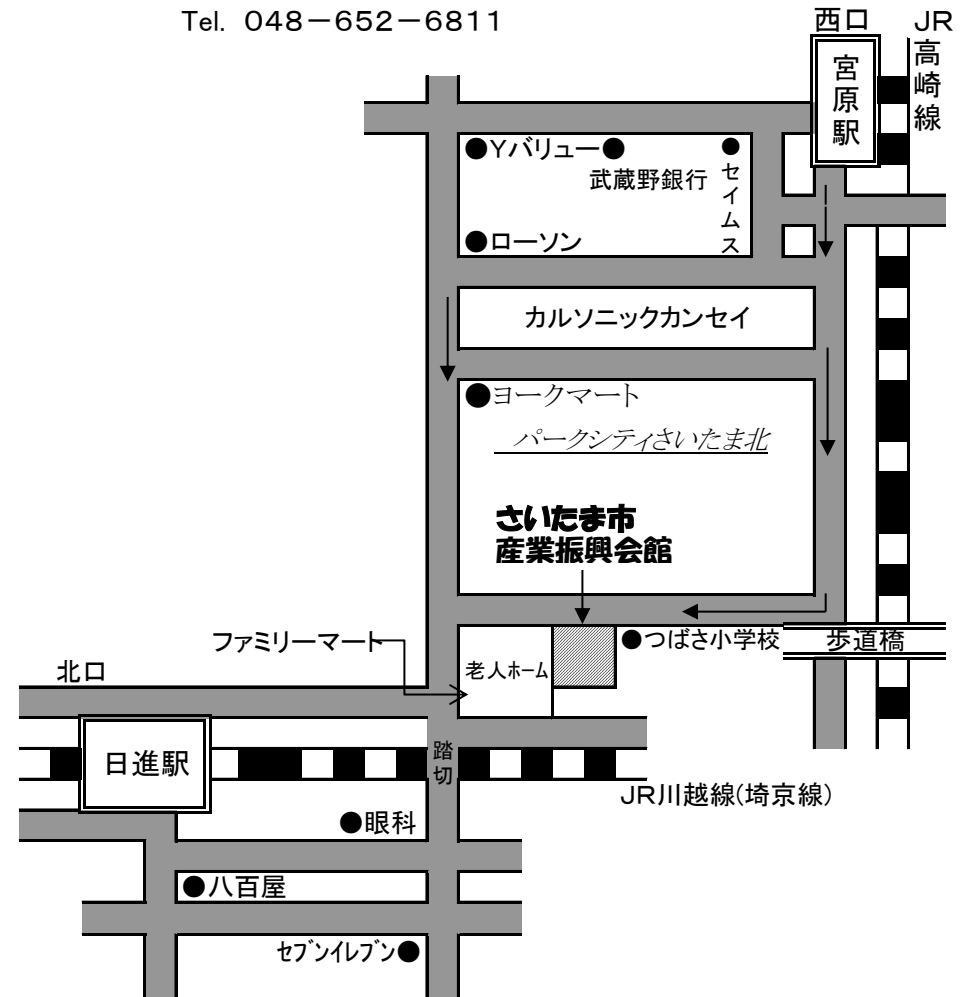 Tel. 048－652－6811
西口
JR高崎線
宮原駅
●Yバリュー●
武蔵野銀行
●セイムス
●ローソン
カルソニックカンセイ
●ヨークマート
パークシティさいたま北
さいたま市
産業振興会館
ファミリーマート
●つばさ小学校
歩道橋
老人ホーム
北口
日進駅
踏切
JR川越線(埼京線)
●眼科
●八百屋
セブンイレブン●